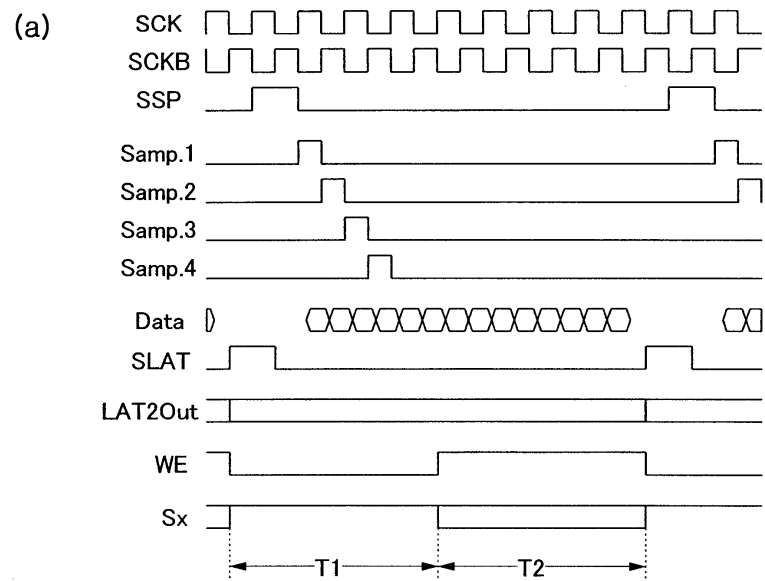 (a)
SCK
SCKB
SSP
Samp.1
Samp.2
Samp.3
Samp.4
Data
SLAT
LAT2Out
WE
Sx
T1 T2